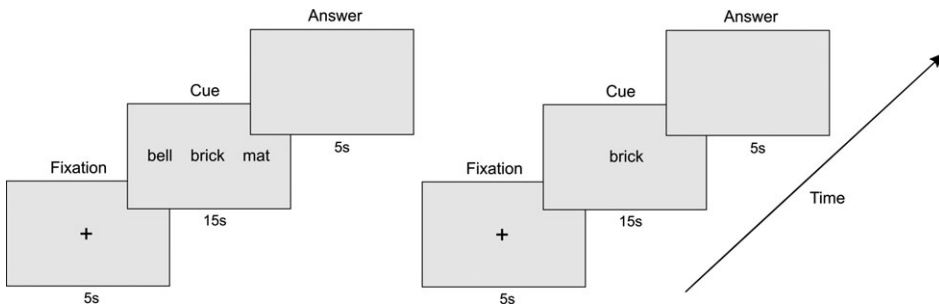 Answer
Cue
5s
bell brick mat
Fixation
15s
+
5s
Answer
Cue
5s
brick
Fixation
15s
+
5s
Time